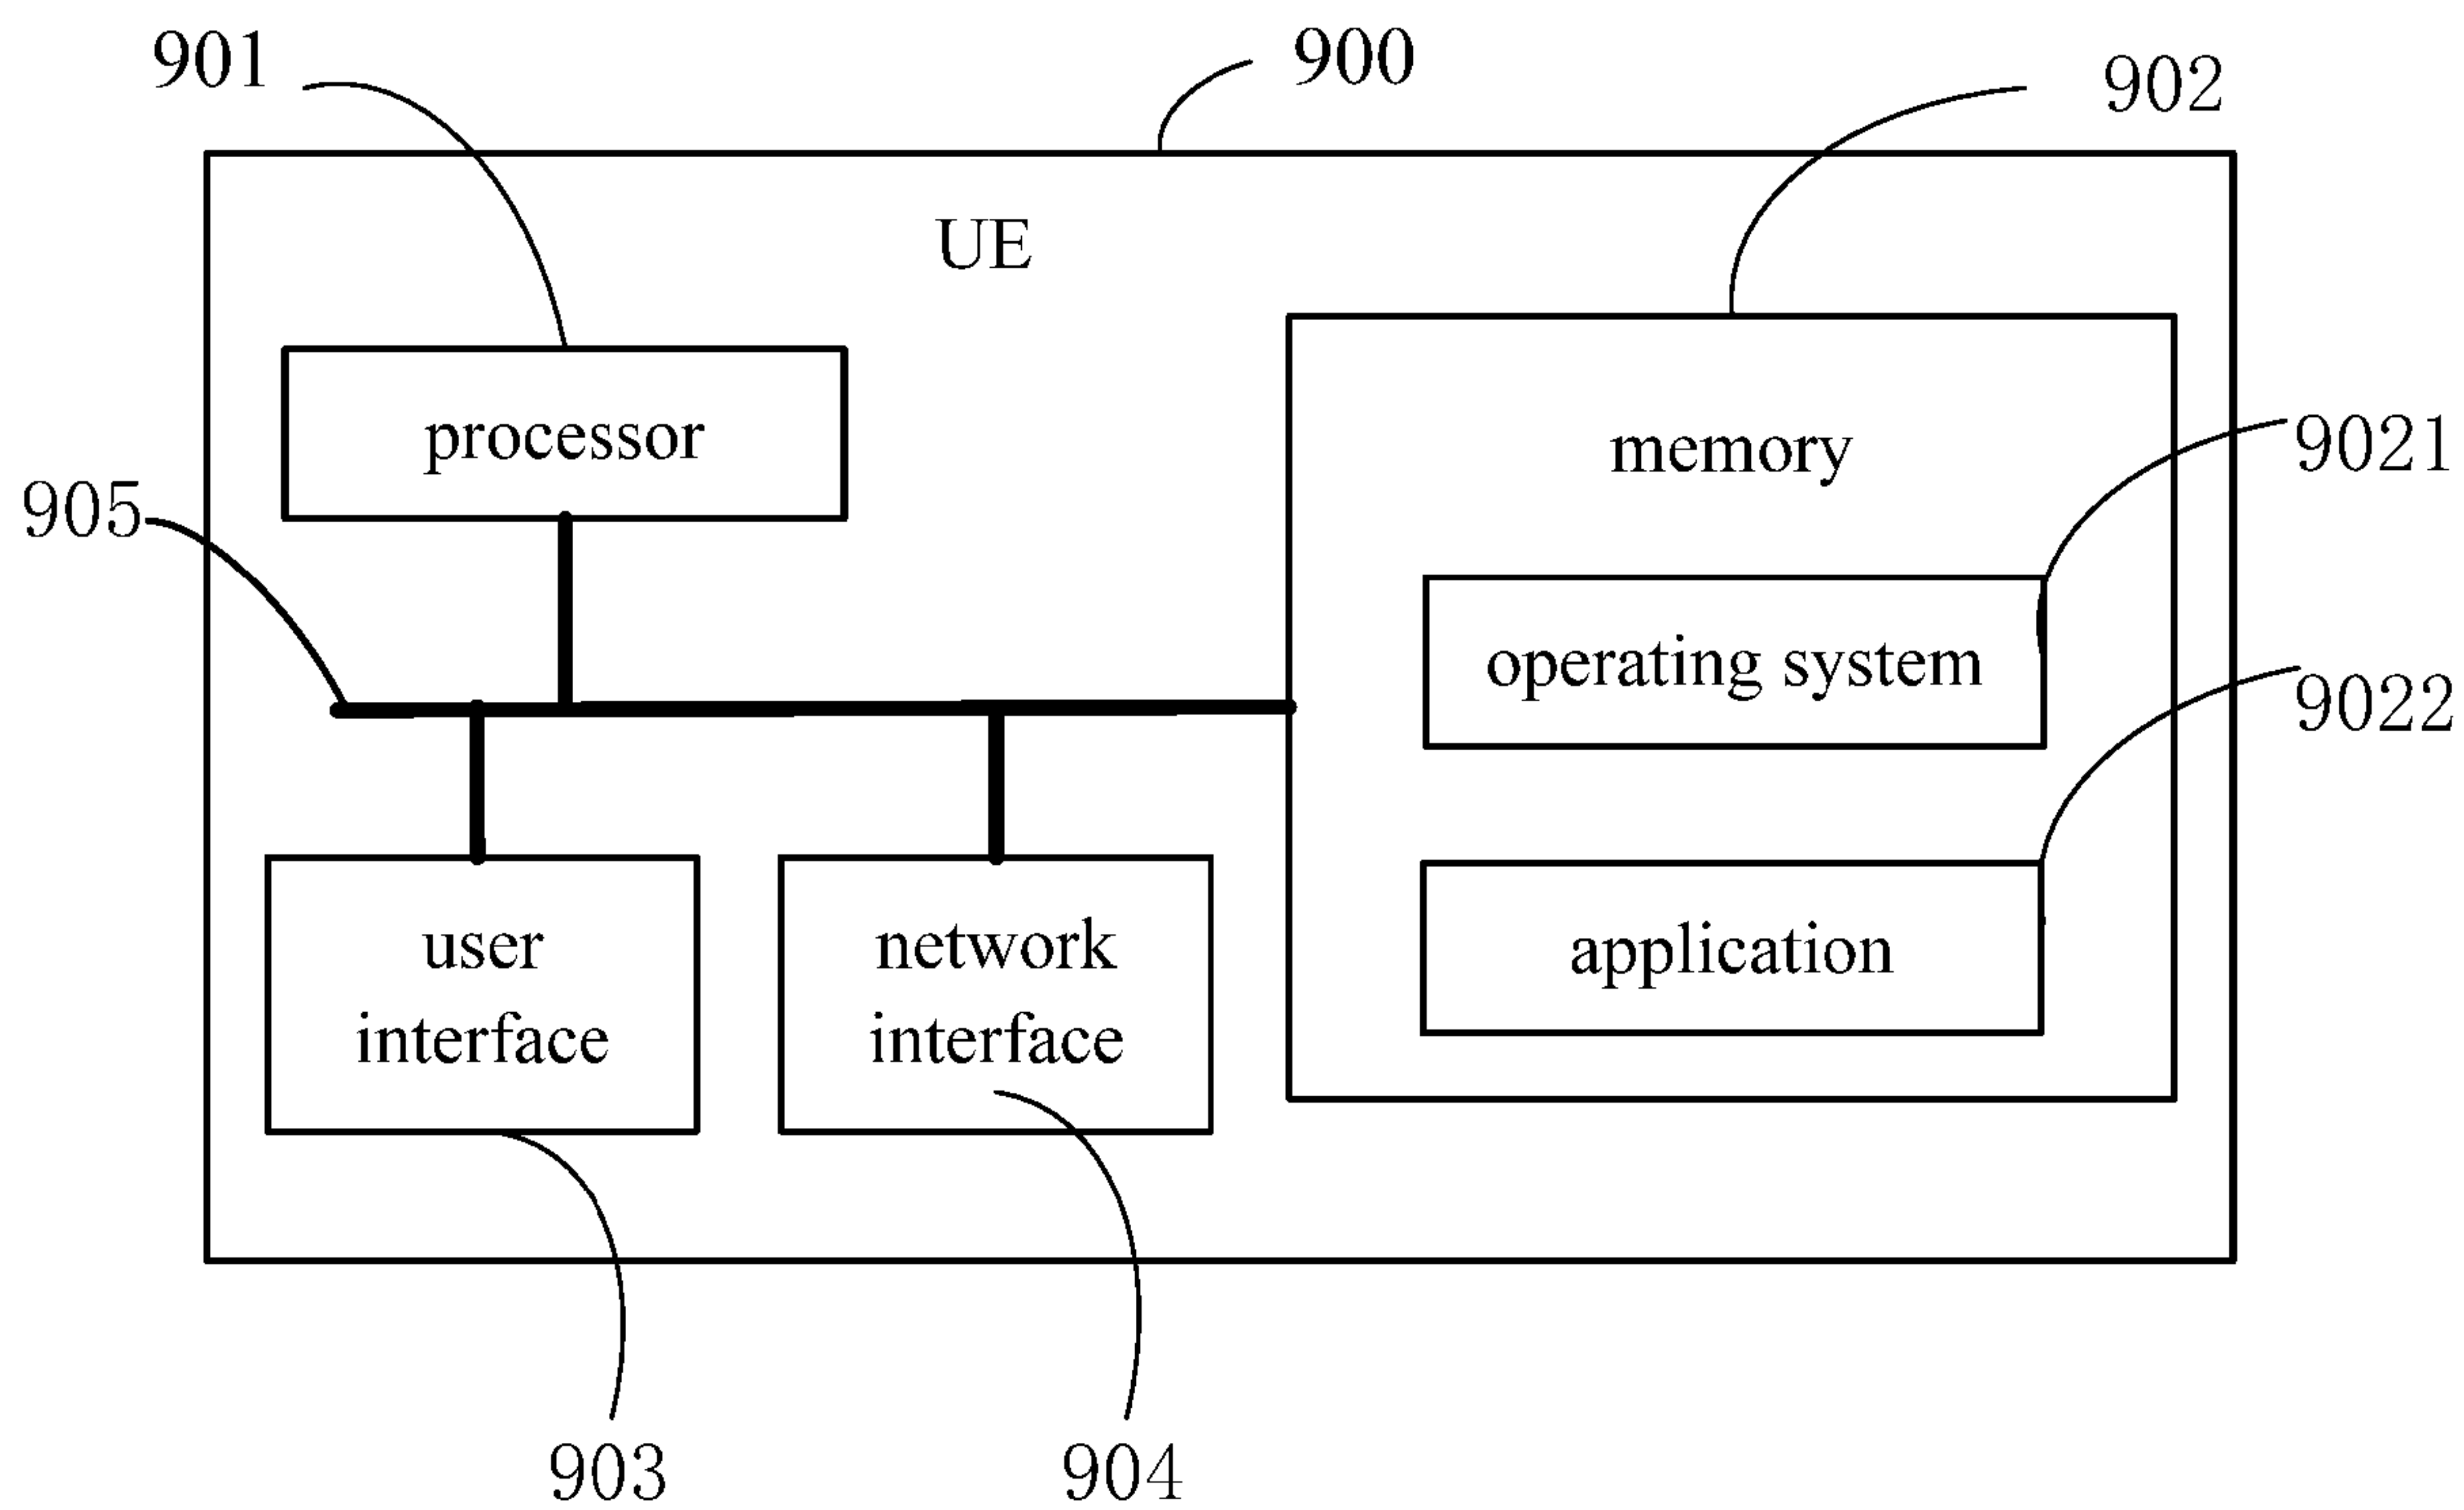 901
900
902
UE
processor
memory
9021
905
operating system
9022
user
interface
network
interface
application
903
904